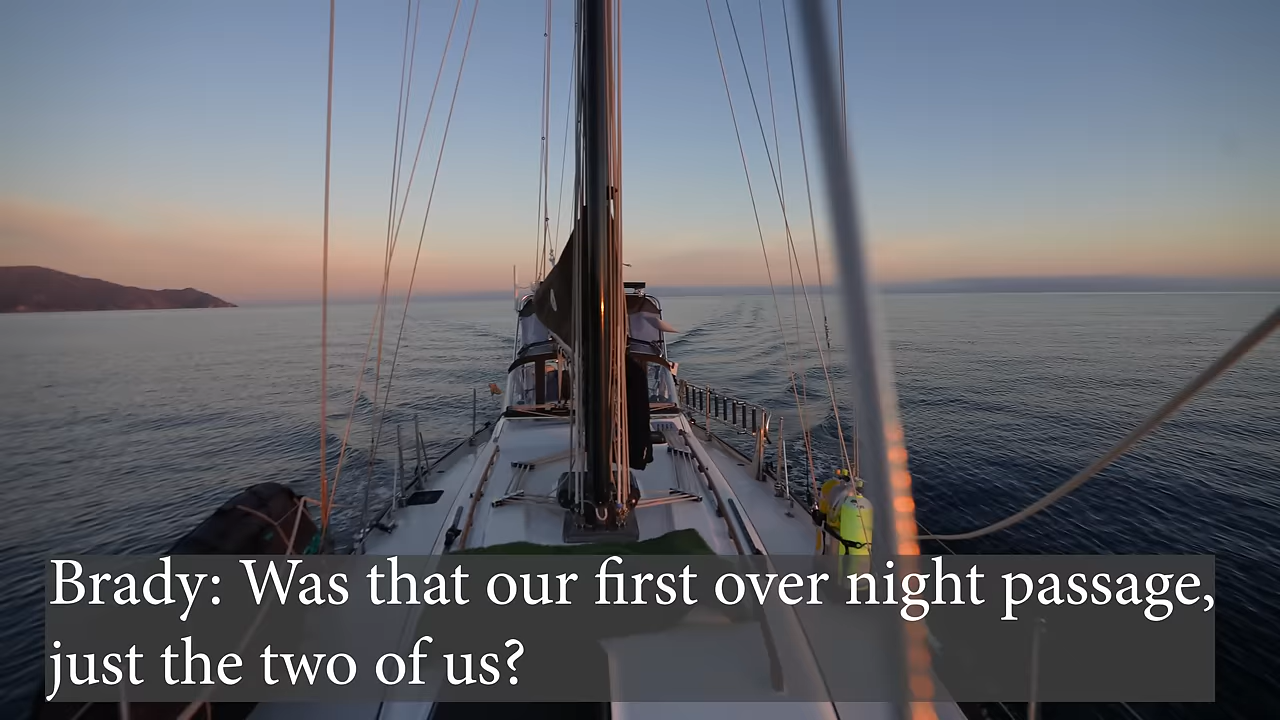 Brady: Was that our first over night passage,
just the two of us?